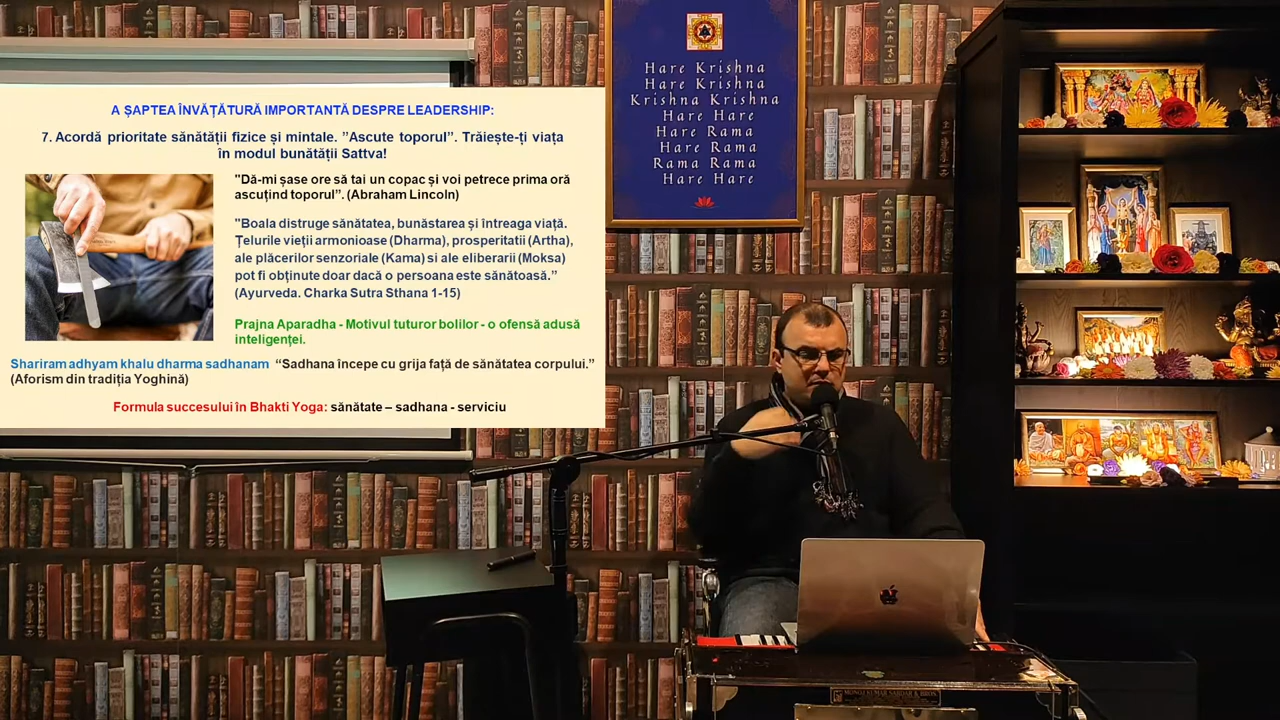 A ȘAPTEA ÎNVĂȚĂTURĂ IMPORTANTĂ DESPRE LEADERSHIP:
7. Acordă prioritate sănătății fizice și mintale. ”Ascute toporul”. Trăiește-ți viața
în modul bunătății Sattva!
"Dă-mi șase ore să tai un copac și voi petrece prima oră
ascuțind toporul”. (Abraham Lincoln)
"Boala distruge sănătatea, bunăstarea și întreaga viață.
Țelurile vieții armonioase (Dharma), prosperitatii (Artha),
ale plăcerilor senzoriale (Kama) si ale eliberarii (Moksa)
pot fi obținute doar dacă o persoana este sănătoasă.”
(Ayurveda. Charka Sutra Sthana 1-15)
Prajna Aparadha - Motivul tuturor bolilor - o ofensă adusă
inteligenței.
Shariram adhyam khalu dharma sadhanam “Sadhana începe cu grija față de sănătatea corpului.”
(Aforism din tradiția Yoghină)
Formula succesului în Bhakti Yoga: sănătate – sadhana - serviciu
Hare Krishna
Hare Krishna
Krishna Krishna
Hare Hare
Hare Rama
Hare Rama
Rama Rama
Hare Hare